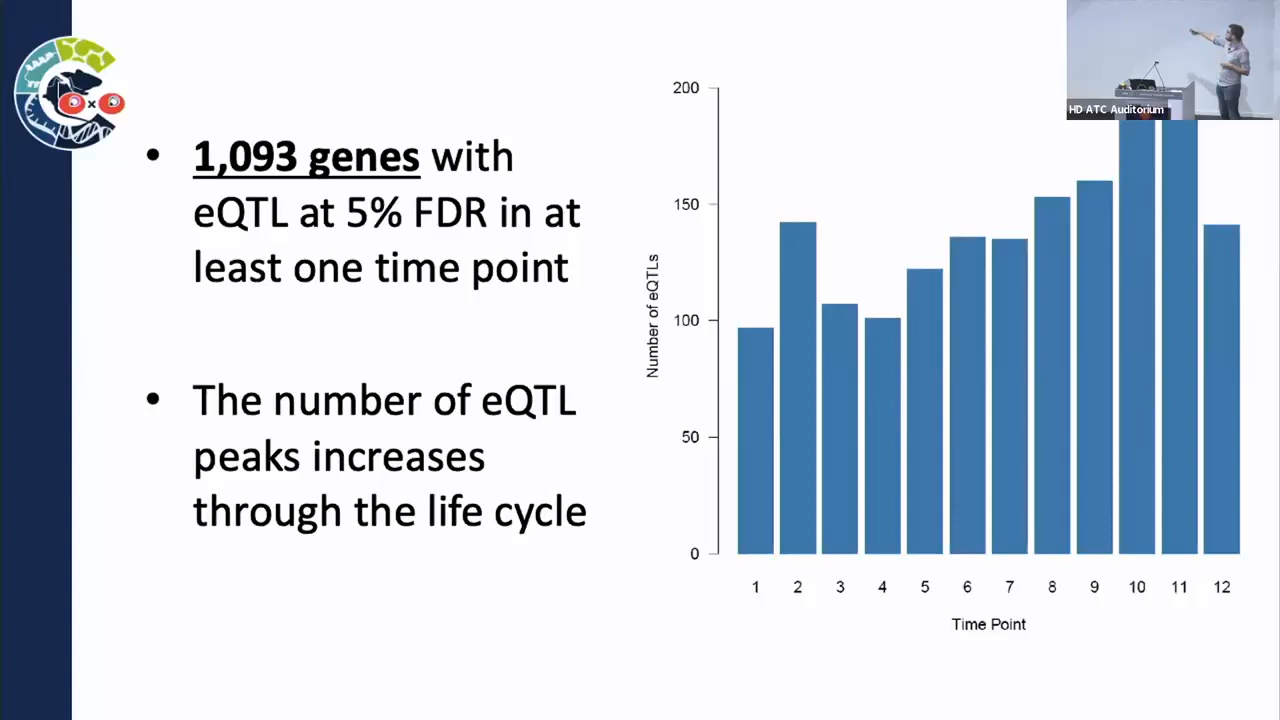 • 1,093 genes with
eQTL at 5% FDR in at
least one time point
• The number of eQTL
peaks increases
through the life cycle
200
150
100
50
0
Number of eQTLs
1 2 3 4 5 6 7 8 9 10 11 12
Time Point
HD ATC Auditorium
x